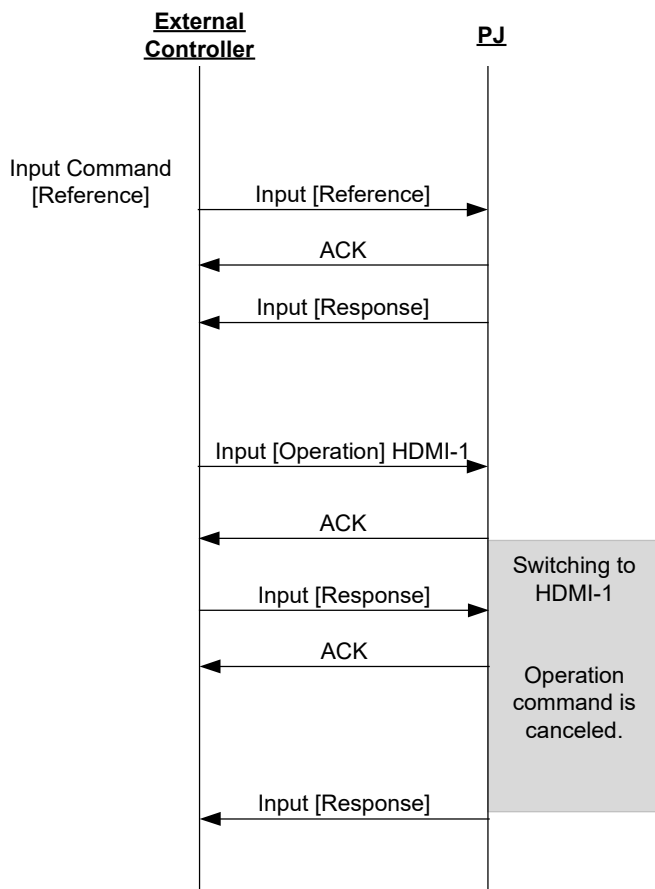 External
Controller
PJ
Input Command
[Reference]
Input [Reference]
ACK
Input [Response]
Input [Operation] HDMI-1
ACK
Switching to
HDMI-1
Input [Response]
ACK
Operation
command is
canceled.
Input [Response]